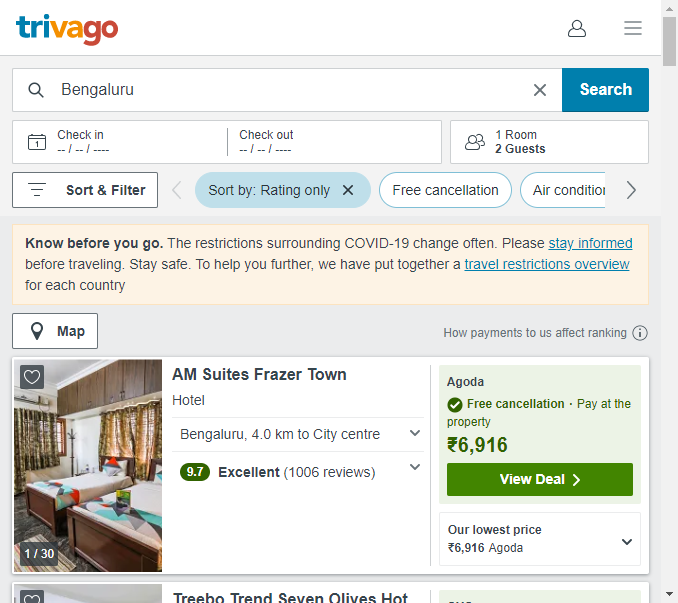 trivago
Bengaluru
Search
Check in
-- / -- / ----
Check out
-- / -- / ----
1 Room
2 Guests
Sort & Filter
Sort by: Rating only
Free cancellation
Air condition
Know before you go. The restrictions surrounding COVID-19 change often. Please stay informed
before traveling. Stay safe. To help you further, we have put together a travel restrictions overview
for each country
Map
How payments to us affect ranking
AM Suites Frazer Town
Hotel
Bengaluru, 4.0 km to City centre
9.7 Excellent (1006 reviews)
1 / 30
Agoda
Free cancellation · Pay at the
property
₹6,916
View Deal
Our lowest price
₹6,916 Agoda
Treebo Trend Seven Olives Hot